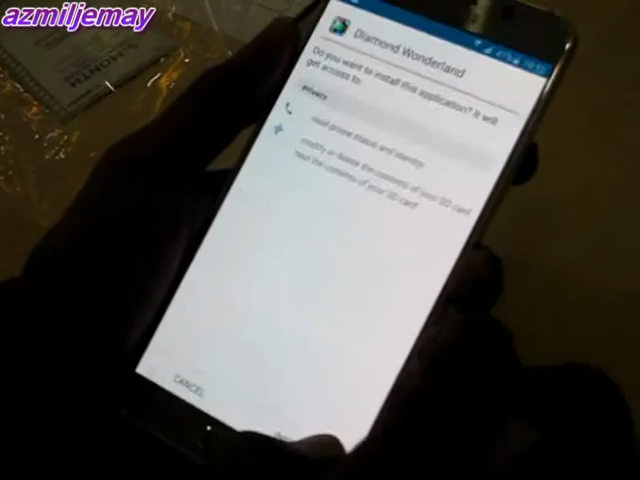 azmiljemay
MONTH
Diamond Wonderland
Do you want to install this application? It will
get access to:
PRIVACY
read phone status and identity
modify or delete the contents of your SD card
read the contents of your SD card
CANCEL